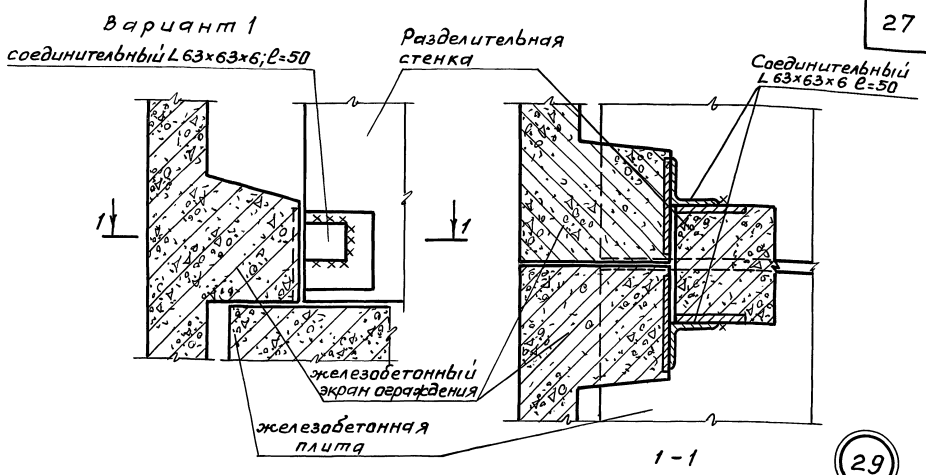 Вариант 1
27
соединительный L 63×63×6; ℓ=50
Разделительная
стенка
Соединительный
L 63×63×6 ℓ=50
1
1
железобетонный
экран ограждения
железобетонная
плита
1-1
29